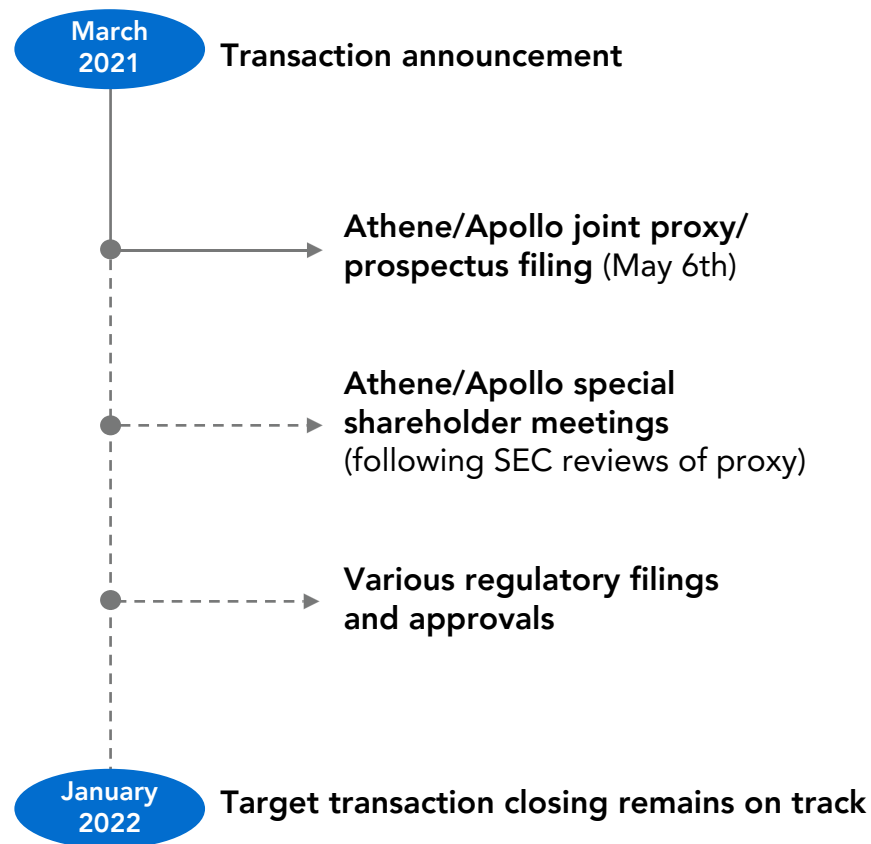 March
2021
Transaction announcement
Athene/Apollo joint proxy/
prospectus filing (May 6th)
Athene/Apollo special
shareholder meetings
(following SEC reviews of proxy)
Various regulatory filings
and approvals
January
2022
Target transaction closing remains on track